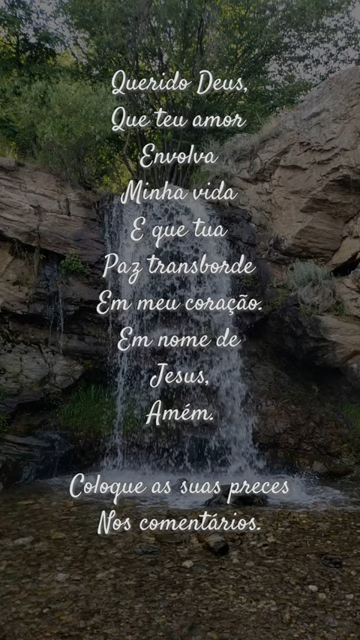 Querido Deus,
Que teu amor
Envolva
Minha vida
E que tua
Paz transborde
Em meu coração.
Em nome de
Jesus,
Amém.
Coloque as suas preces
Nos comentários.